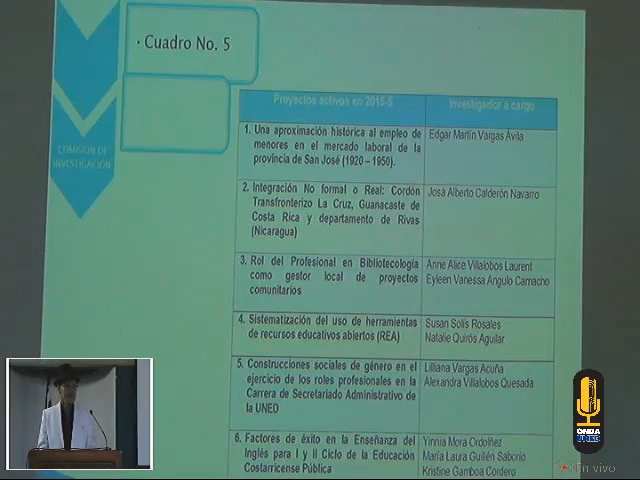 · Cuadro No. 5
COMISIÓN DE
INVESTIGACIÓN
Proyectos activos en 2015-6
Investigador a cargo
1. Una aproximación histórica al empleo de
menores en el mercado laboral de la
provincia de San José (1920 – 1950).
Edgar Martín Vargas Ávila
2. Integración No formal o Real: Cordón
Transfronterizo La Cruz, Guanacaste de
Costa Rica y departamento de Rivas
(Nicaragua)
José Alberto Calderón Navarro
3. Rol del Profesional en Bibliotecología
como gestor local de proyectos
comunitarios
Anne Alice Villalobos Laurent
Eyleen Vanessa Angulo Camacho
4. Sistematización del uso de herramientas
de recursos educativos abiertos (REA)
Susan Solís Rosales
Natalie Quirós Aguilar
5. Construcciones sociales de género en el
ejercicio de los roles profesionales en la
Carrera de Secretariado Administrativo de
la UNED
Lilliana Vargas Acuña
Alexandra Villalobos Quesada
6. Factores de éxito en la Enseñanza del
Inglés para I y II Ciclo de la Educación
Costarricense Pública
Yinnia Mora Ordoñez
María Laura Guillén Saborío
Kristine Gamboa Cordero
ONDA
UNED
En vivo